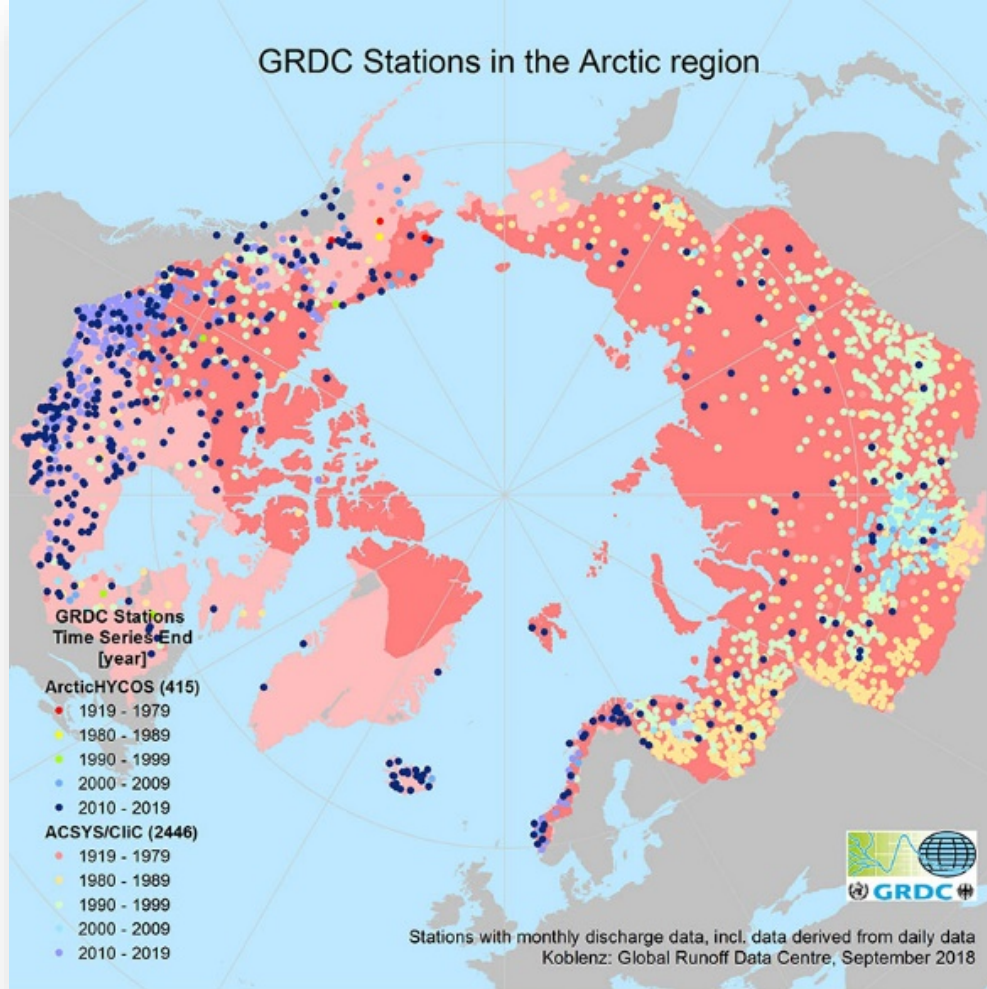 GRDC Stations in the Arctic region
GRDC Stations
Time Series End
[year]
ArcticHYCOS (415)
1919 - 1979
1980 - 1989
1990 - 1999
2000 - 2009
2010 - 2019
ACSYS/CliC (2446)
1919 - 1979
1980 - 1989
1990 - 1999
2000 - 2009
2010 - 2019
GRDC
Stations with monthly discharge data, incl. data derived from daily data
Koblenz: Global Runoff Data Centre, September 2018